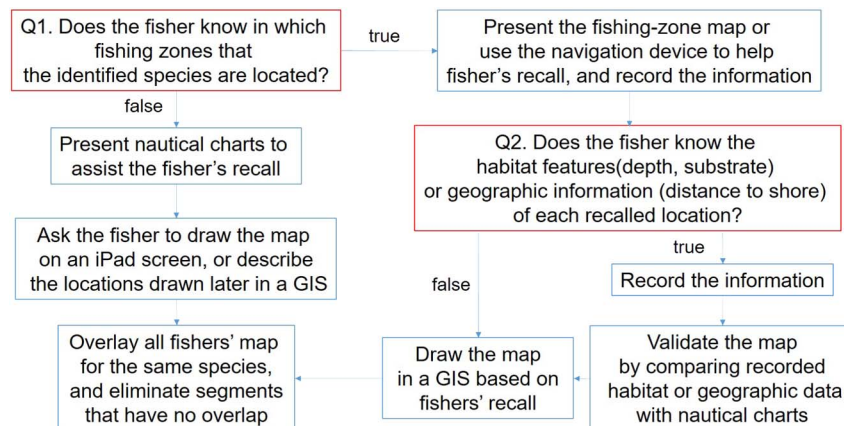 Q1. Does the fisher know in which
fishing zones that
the identified species are located?
true
Present the fishing-zone map or
use the navigation device to help
fisher's recall, and record the information
false
Present nautical charts to
assist the fisher's recall
Q2. Does the fisher know the
habitat features(depth, substrate)
or geographic information (distance to shore)
of each recalled location?
Ask the fisher to draw the map
on an iPad screen, or describe
the locations drawn later in a GIS
false
true
Record the information
Overlay all fishers' map
for the same species,
and eliminate segments
that have no overlap
Draw the map
in a GIS based on
fishers' recall
Validate the map
by comparing recorded
habitat or geographic data
with nautical charts